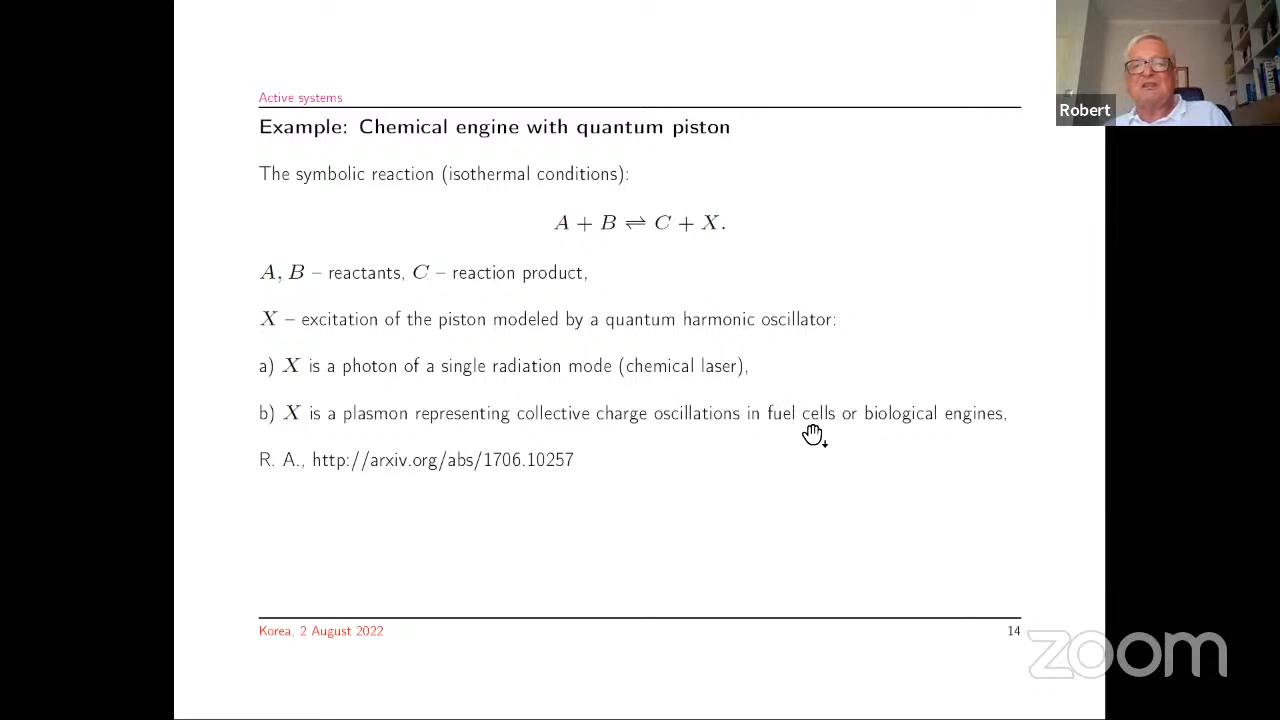 Active systems
Example: Chemical engine with quantum piston
The symbolic reaction (isothermal conditions):
A + B ⇌ C + X.
A, B – reactants, C – reaction product,
X – excitation of the piston modeled by a quantum harmonic oscillator:
a) X is a photon of a single radiation mode (chemical laser),
b) X is a plasmon representing collective charge oscillations in fuel cells or biological engines,
R. A., http://arxiv.org/abs/1706.10257
Korea, 2 August 2022
14
Robert
zoom